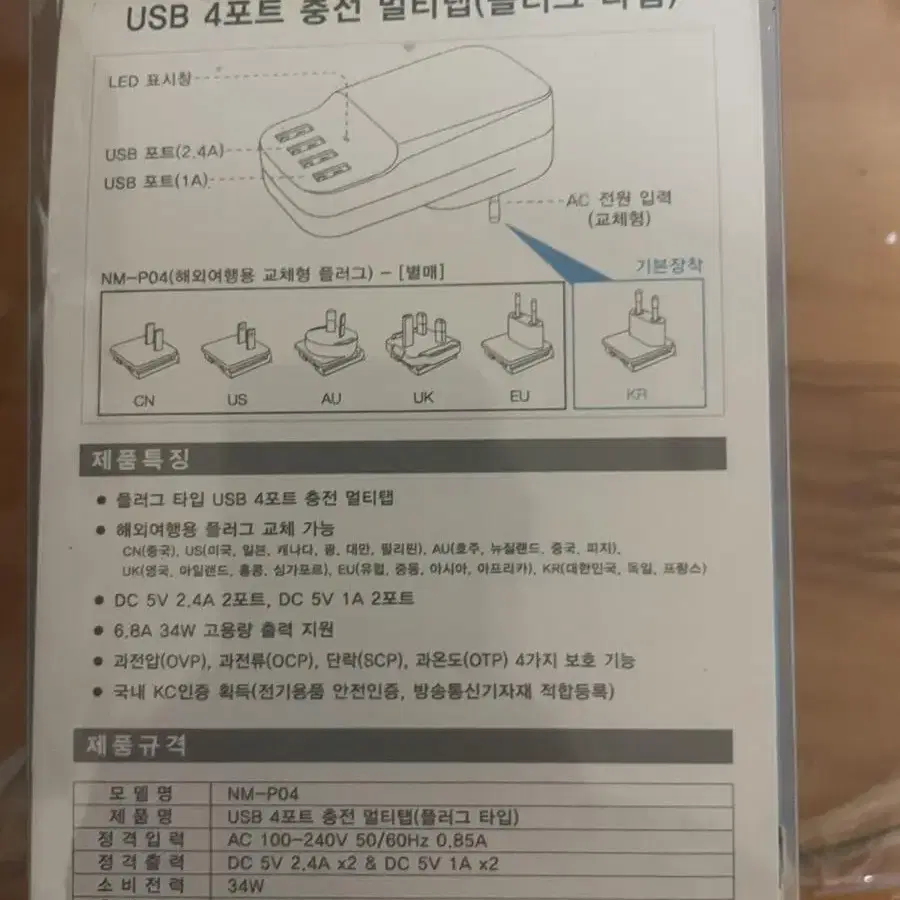 USB 4포트 충전 멀티탭(플러그 타입)
LED 표시창
USB 포트(2.4A)
USB 포트(1A)
AC 전원 입력
(교체형)
NM-P04(해외여행용 교체형 플러그) - [별매]
기본장착
CN
US
AU
UK
EU
KR
제품특징
● 플러그 타입 USB 4포트 충전 멀티탭
● 해외여행용 플러그 교체 가능
CN(중국), US(미국, 일본, 캐나다, 괌, 대만, 필리핀), AU(호주, 뉴질랜드, 중국, 피지),
UK(영국, 아일랜드, 홍콩, 싱가포르), EU(유럽, 중동, 아시아, 아프리카), KR(대한민국, 독일, 프랑스)
● DC 5V 2.4A 2포트, DC 5V 1A 2포트
● 6.8A 34W 고용량 출력 지원
● 과전압(OVP), 과전류(OCP), 단락(SCP), 과온도(OTP) 4가지 보호 기능
● 국내 KC인증 획득(전기용품 안전인증, 방송통신기자재 적합등록)
제품규격
모델명 NM-P04
제품명 USB 4포트 충전 멀티탭(플러그 타입)
정격입력 AC 100-240V 50/60Hz 0.85A
정격출력 DC 5V 2.4A x2 & DC 5V 1A x2
소비전력 34W